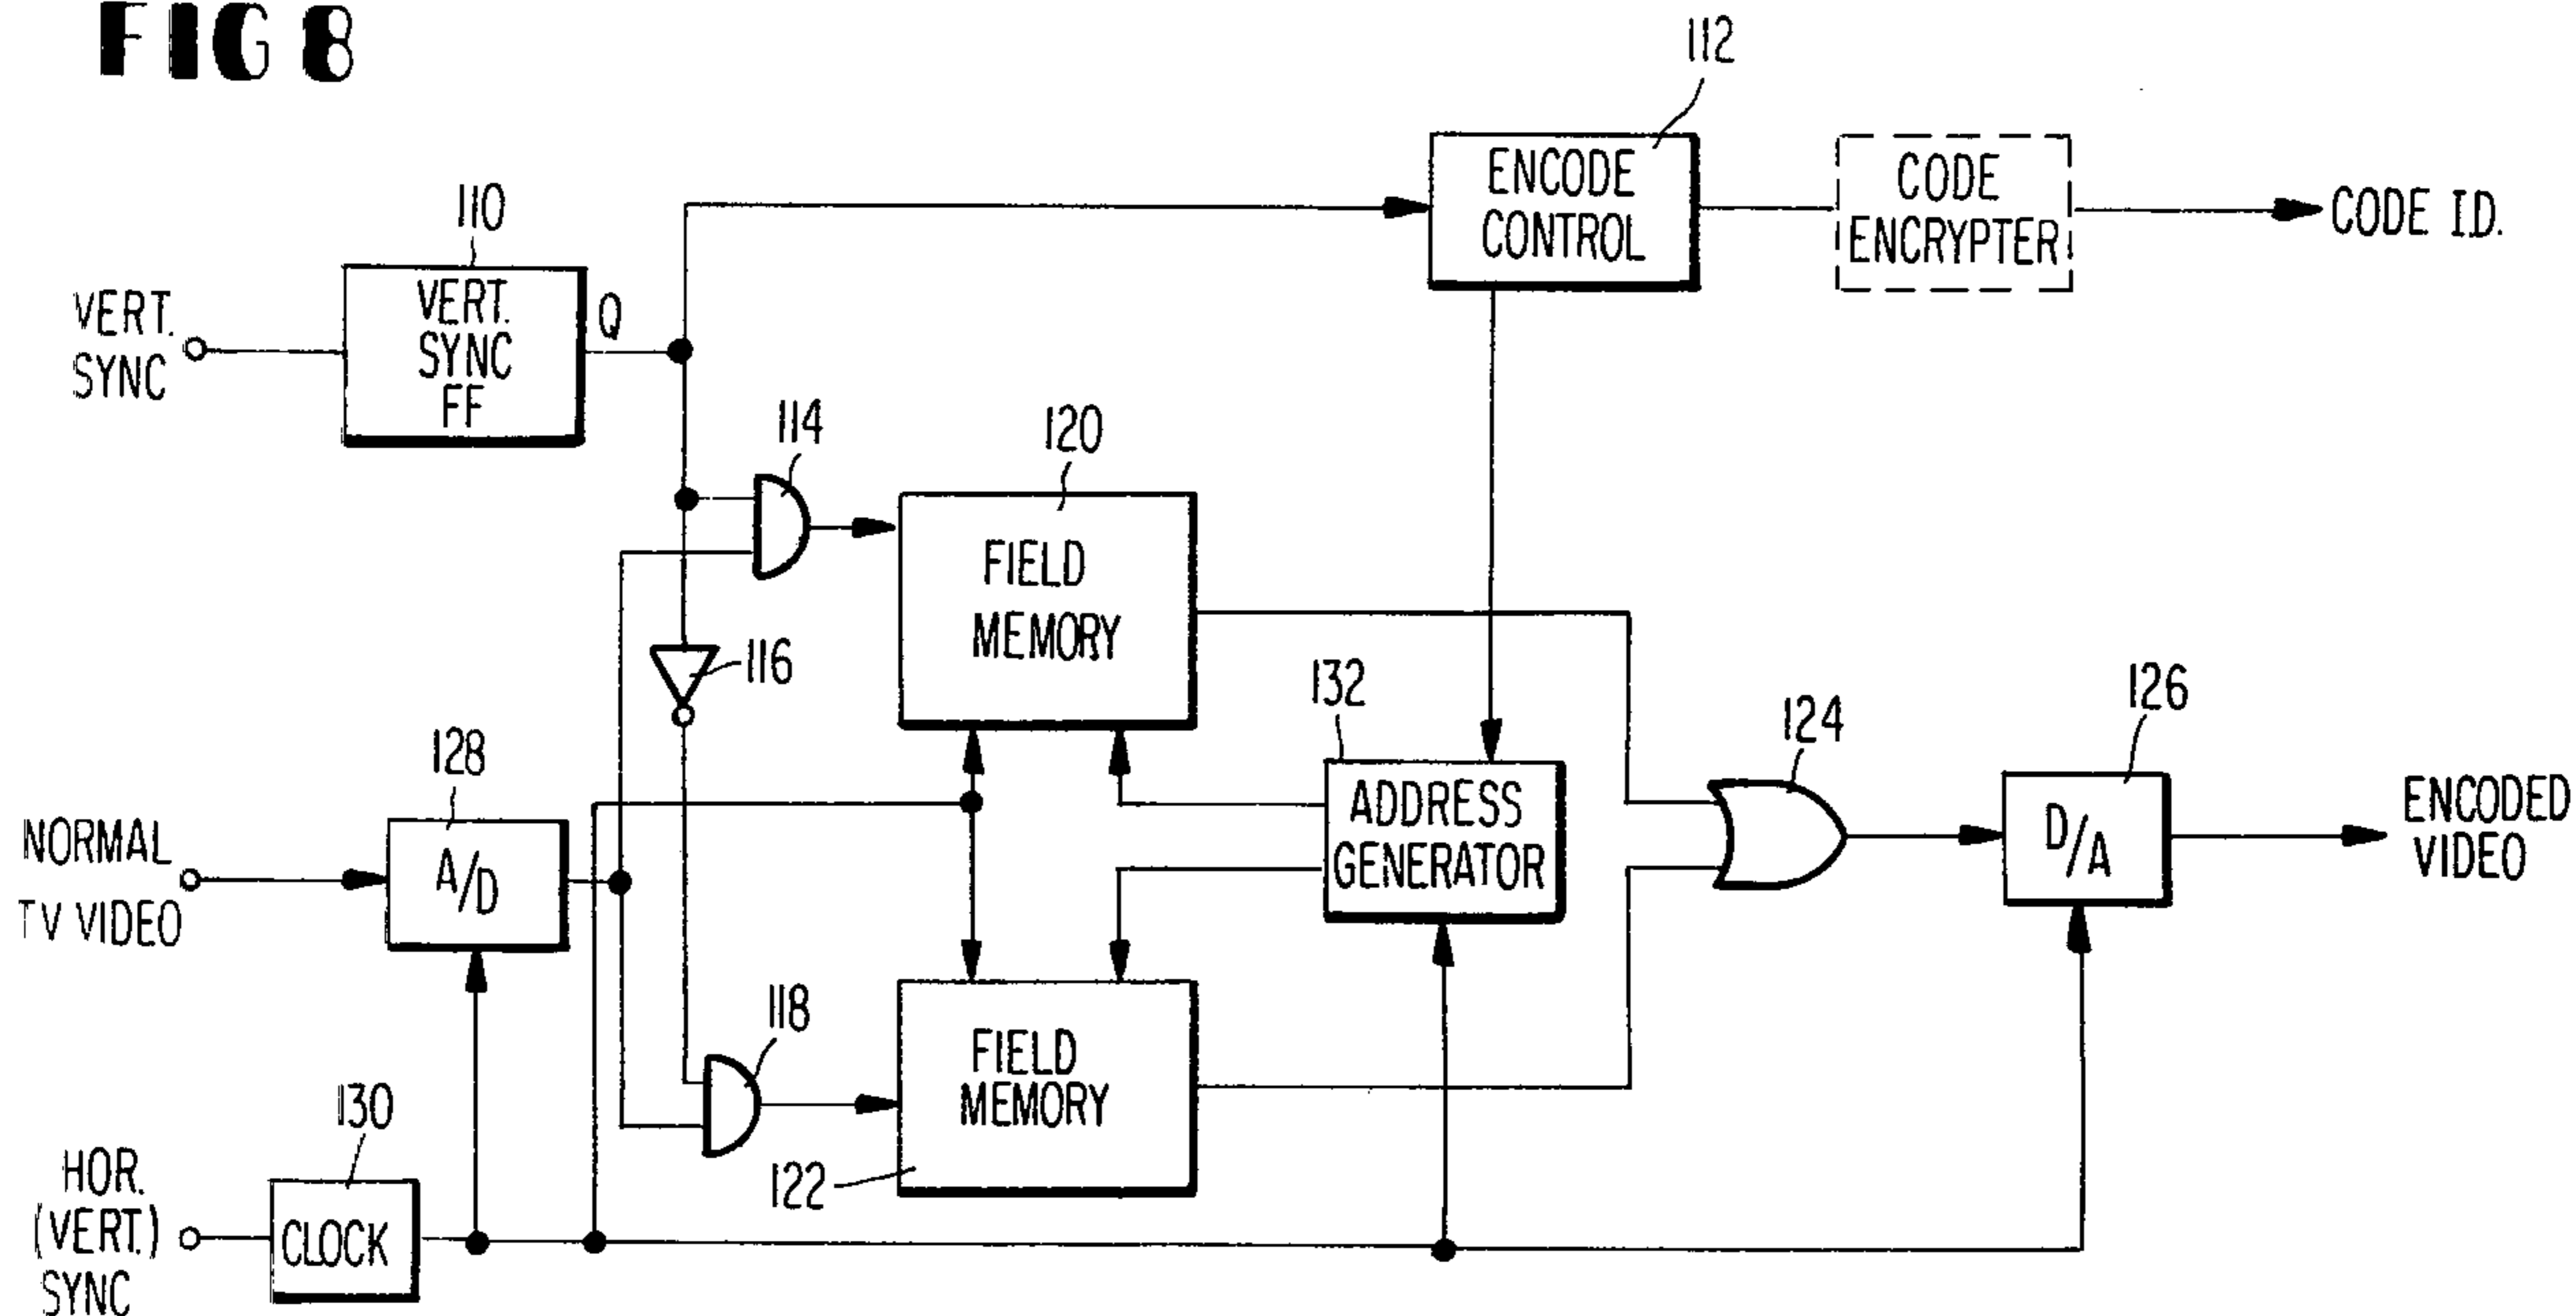 FIG 8
112
ENCODE
CONTROL
CODE
ENCRYPTER
CODE I.D.
110
VERT.
SYNC
VERT.
SYNC
FF
Q
114
120
FIELD
MEMORY
116
132
ADDRESS
GENERATOR
124
126
D/A
ENCODED
VIDEO
128
NORMAL
TV VIDEO
A/D
118
FIELD
MEMORY
122
130
HOR.
(VERT.)
SYNC
CLOCK